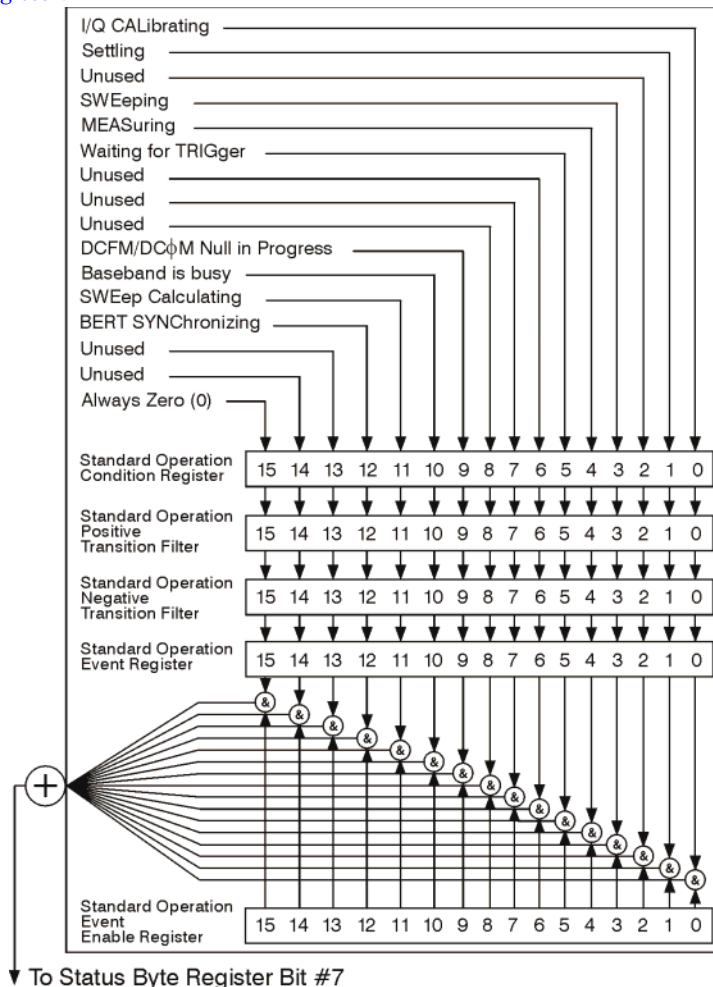 I/Q CALibrating
Settling
Unused
SWEeping
MEASuring
Waiting for TRIGger
Unused
Unused
Unused
DCFM/DCϕM Null in Progress
Baseband is busy
SWEep Calculating
BERT SYNChronizing
Unused
Unused
Always Zero (0)
Standard Operation
Condition Register
15 14 13 12 11 10 9 8 7 6 5 4 3 2 1 0
Standard Operation
Positive
Transition Filter
15 14 13 12 11 10 9 8 7 6 5 4 3 2 1 0
Standard Operation
Negative
Transition Filter
15 14 13 12 11 10 9 8 7 6 5 4 3 2 1 0
Standard Operation
Event Register
15 14 13 12 11 10 9 8 7 6 5 4 3 2 1 0
& & & & & & & & & & & & & & & &
+
Standard Operation
Event
Enable Register
15 14 13 12 11 10 9 8 7 6 5 4 3 2 1 0
To Status Byte Register Bit #7